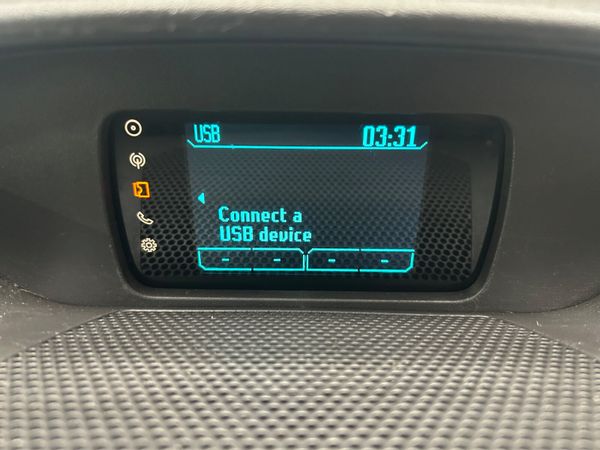 USB 03:31
Connect a
USB device
- - - -